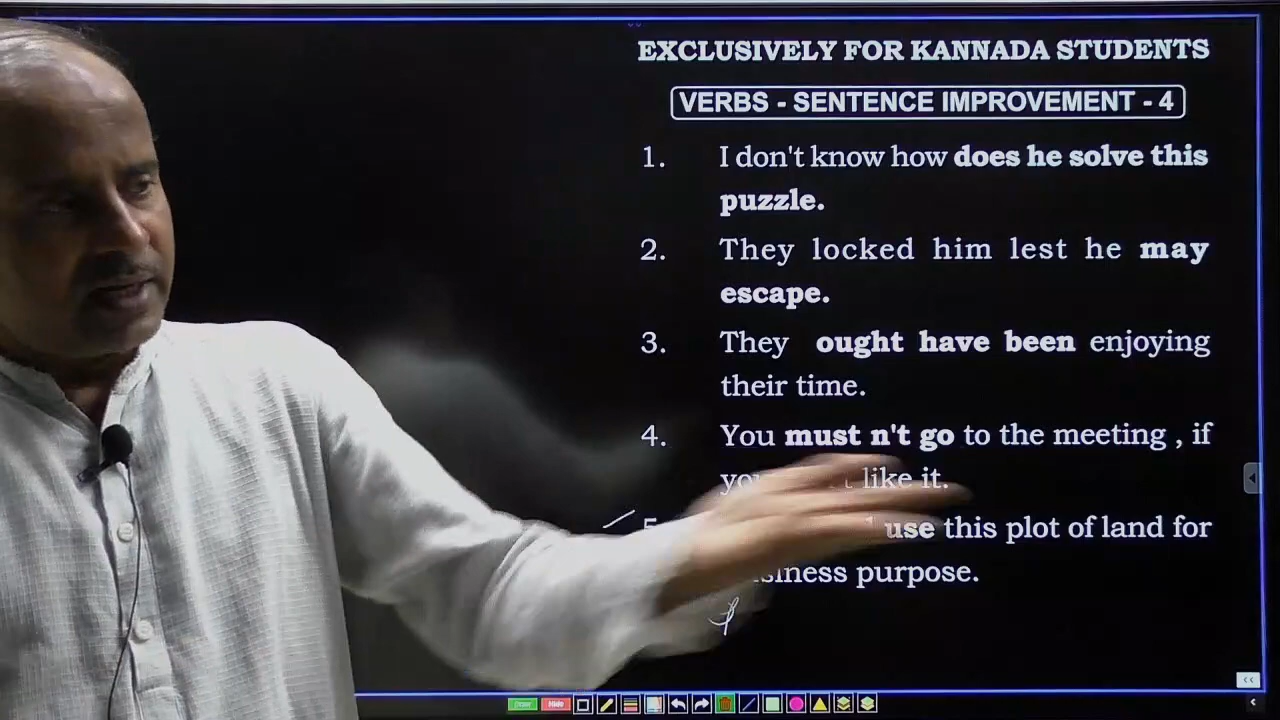 EXCLUSIVELY FOR KANNADA STUDENTS
VERBS - SENTENCE IMPROVEMENT - 4
1. I don't know how does he solve this
puzzle.
2. They locked him lest he may
escape.
3. They ought have been enjoying
their time.
4. You must n't go to the meeting , if
like it.
use this plot of land for
purpose.
Draw Hide